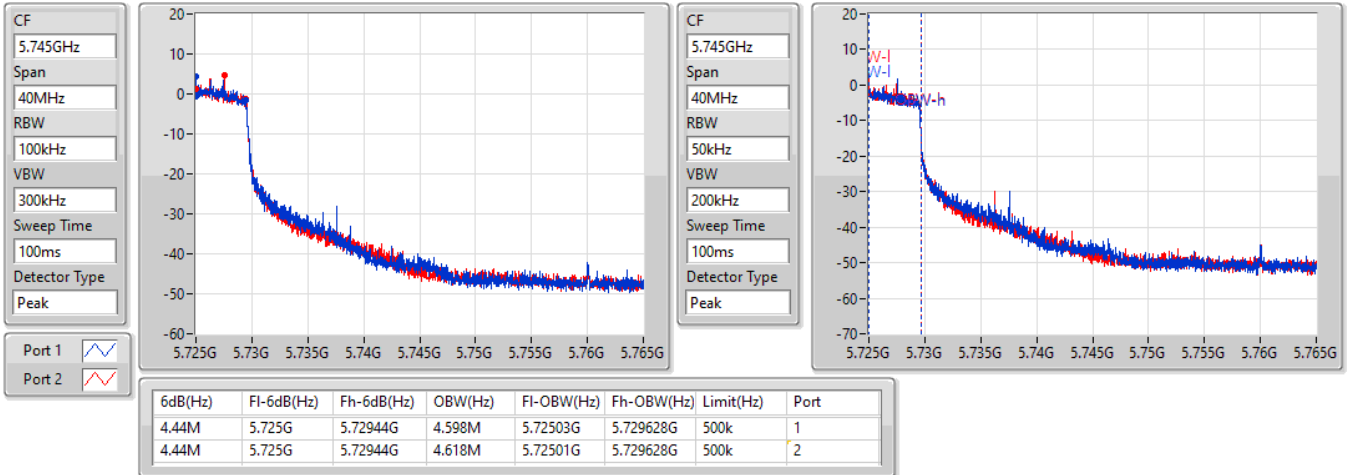 CF
5.745GHz
Span
40MHz
RBW
100kHz
VBW
300kHz
Sweep Time
100ms
Detector Type
Peak
Port 1
Port 2
20
10
0
-10
-20
-30
-40
-50
-60
5.725G 5.73G 5.735G 5.74G 5.745G 5.75G 5.755G 5.76G 5.765G
CF
5.745GHz
Span
40MHz
RBW
50kHz
VBW
200kHz
Sweep Time
100ms
Detector Type
Peak
20
10
0
-10
-20
-30
-40
-50
-60
-70
W-l
W-l
W-h
5.725G 5.73G 5.735G 5.74G 5.745G 5.75G 5.755G 5.76G 5.765G
6dB(Hz) Fl-6dB(Hz) Fh-6dB(Hz) OBW(Hz) Fl-OBW(Hz) Fh-OBW(Hz) Limit(Hz) Port
4.44M 5.725G 5.72944G 4.598M 5.72503G 5.729628G 500k 1
4.44M 5.725G 5.72944G 4.618M 5.72501G 5.729628G 500k 2